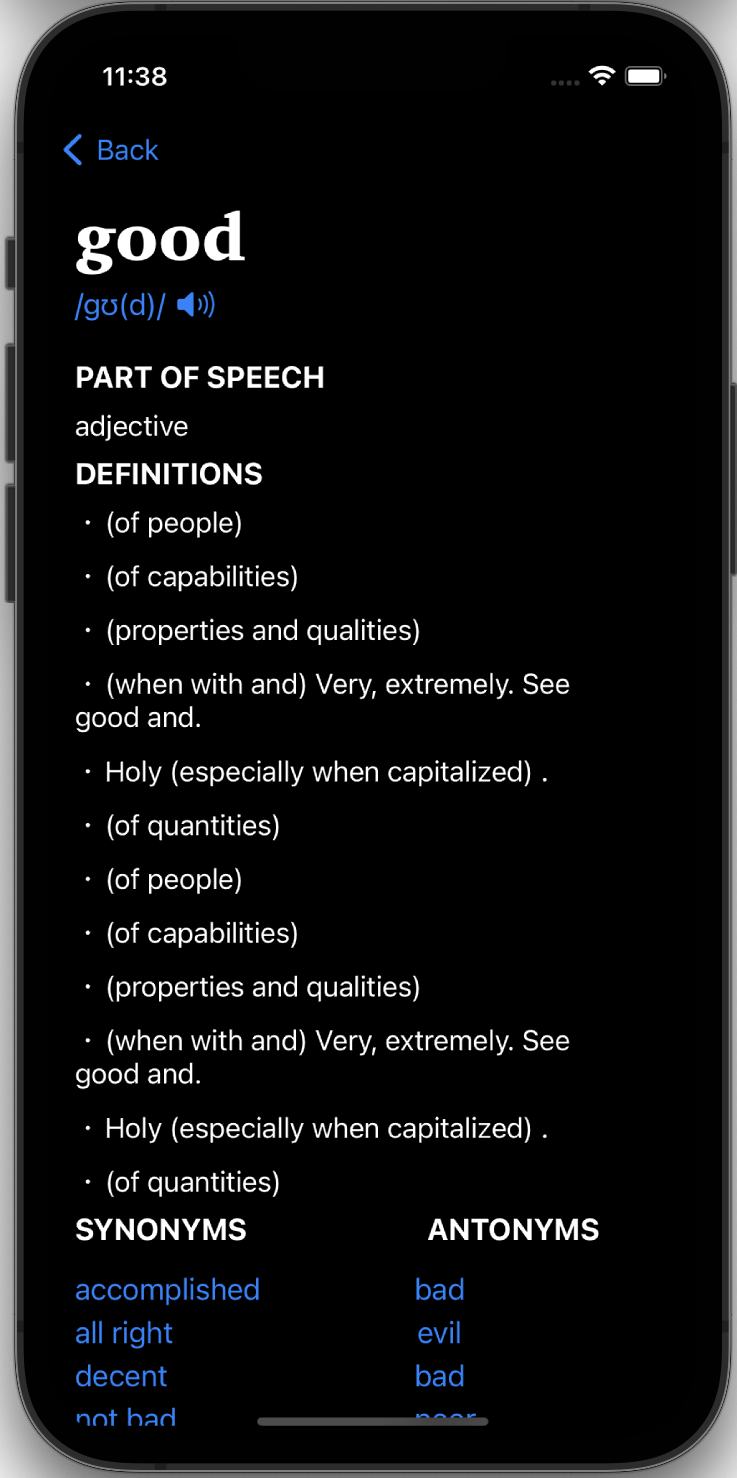 11:38
Back
good
/ɡʊ(d)/
PART OF SPEECH
adjective
DEFINITIONS
· (of people)
· (of capabilities)
· (properties and qualities)
· (when with and) Very, extremely. See
good and.
· Holy (especially when capitalized) .
· (of quantities)
· (of people)
· (of capabilities)
· (properties and qualities)
· (when with and) Very, extremely. See
good and.
· Holy (especially when capitalized) .
· (of quantities)
SYNONYMS ANTONYMS
accomplished bad
all right evil
decent bad
not bad poor